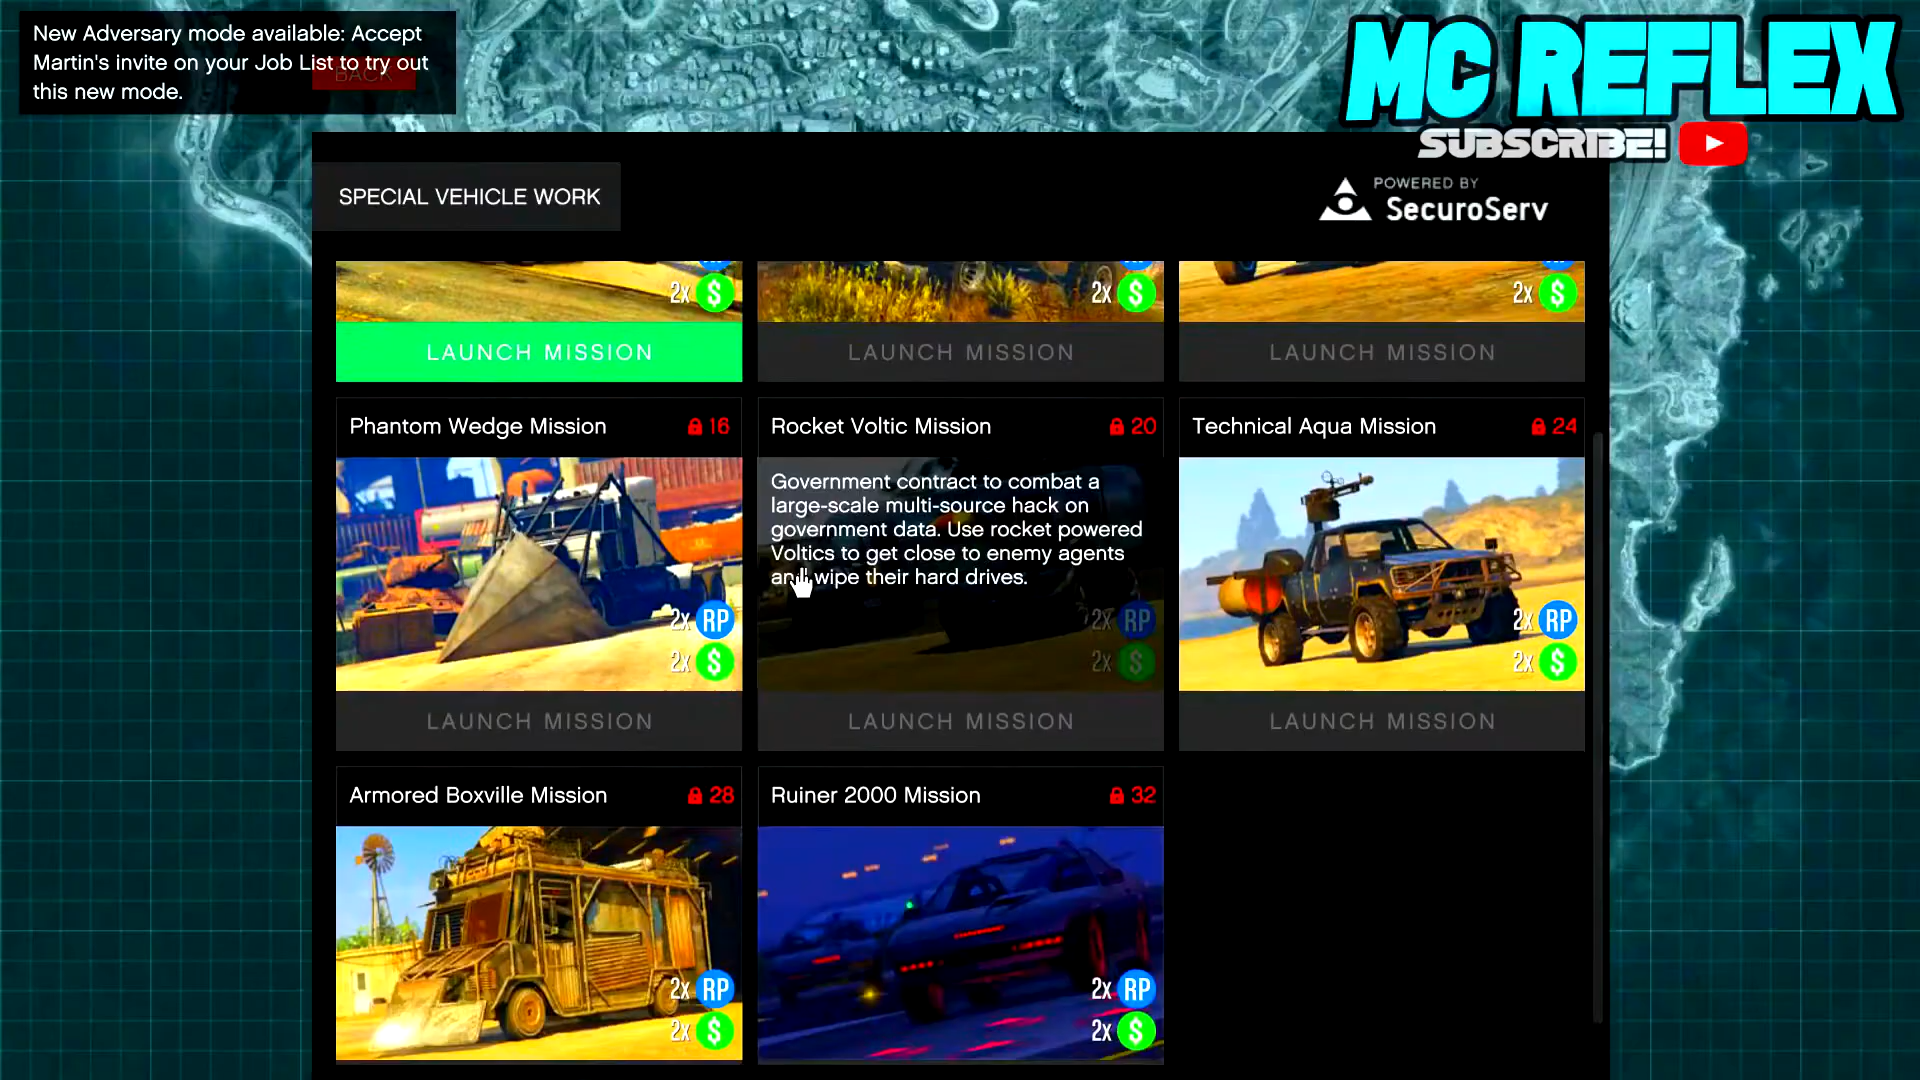 New Adversary mode available: Accept
Martin's invite on your Job List to try out
this new mode.
BACK
MC REFLEX
SUBSCRIBE!
SPECIAL VEHICLE WORK
POWERED BY
SecuroServ
2x $
2x $
2x $
LAUNCH MISSION
LAUNCH MISSION
LAUNCH MISSION
Phantom Wedge Mission 16
Rocket Voltic Mission 20
Technical Aqua Mission 24
Government contract to combat a
large-scale multi-source hack on
government data. Use rocket powered
Voltics to get close to enemy agents
and wipe their hard drives.
2x RP
2x RP
2x RP
2x $
2x $
2x $
LAUNCH MISSION
LAUNCH MISSION
LAUNCH MISSION
Armored Boxville Mission 28
Ruiner 2000 Mission 32
2x RP
2x RP
2x $
2x $